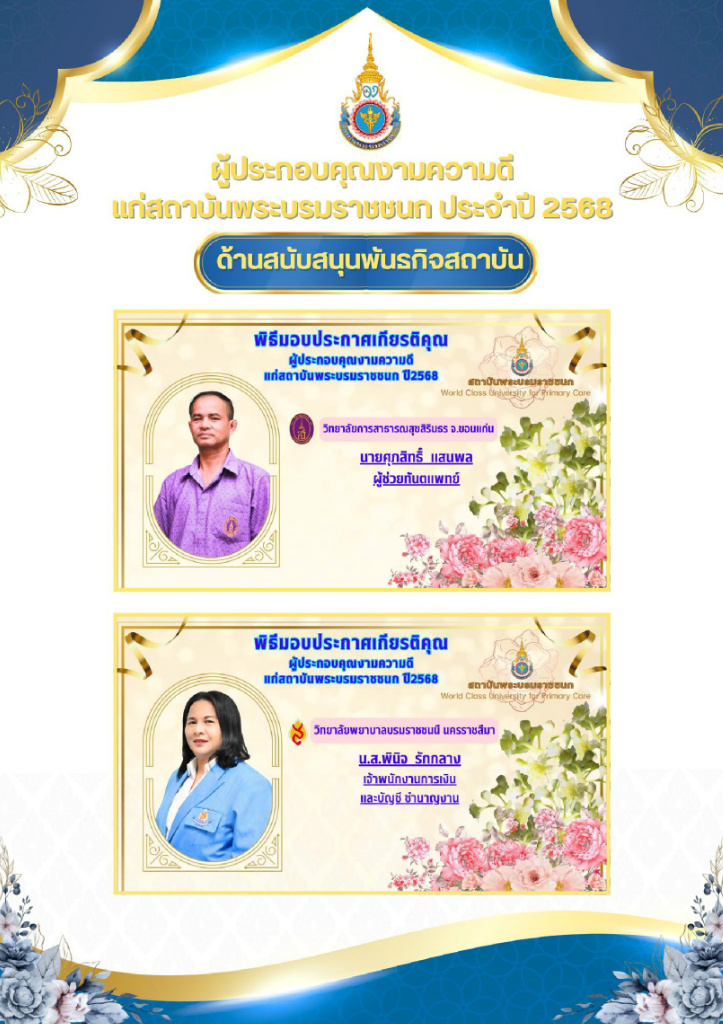 ผู้ประกอบคุณงามความดี
แก่สถาบันพระบรมราชชนก ประจำปี 2568
ด้านสนับสนุนพันธกิจสถาบัน
พิธีมอบประกาศเกียรติคุณ
ผู้ประกอบคุณงามความดี
แก่สถาบันพระบรมราชชนก ปี2568
สถาบันพระบรมราชชนก
World Class University for Primary Care
วิทยาลัยการสาธารณสุขสิรินธร จ.ขอนแก่น
นายศุภสิทธิ์ แสนพล
ผู้ช่วยทันตแพทย์
พิธีมอบประกาศเกียรติคุณ
ผู้ประกอบคุณงามความดี
แก่สถาบันพระบรมราชชนก ปี2568
สถาบันพระบรมราชชนก
World Class University for Primary Care
วิทยาลัยพยาบาลบรมราชชนนี นครราชสีมา
น.ส.พินิจ รักกลาง
เจ้าพนักงานการเงิน
และบัญชี ชำนาญงาน